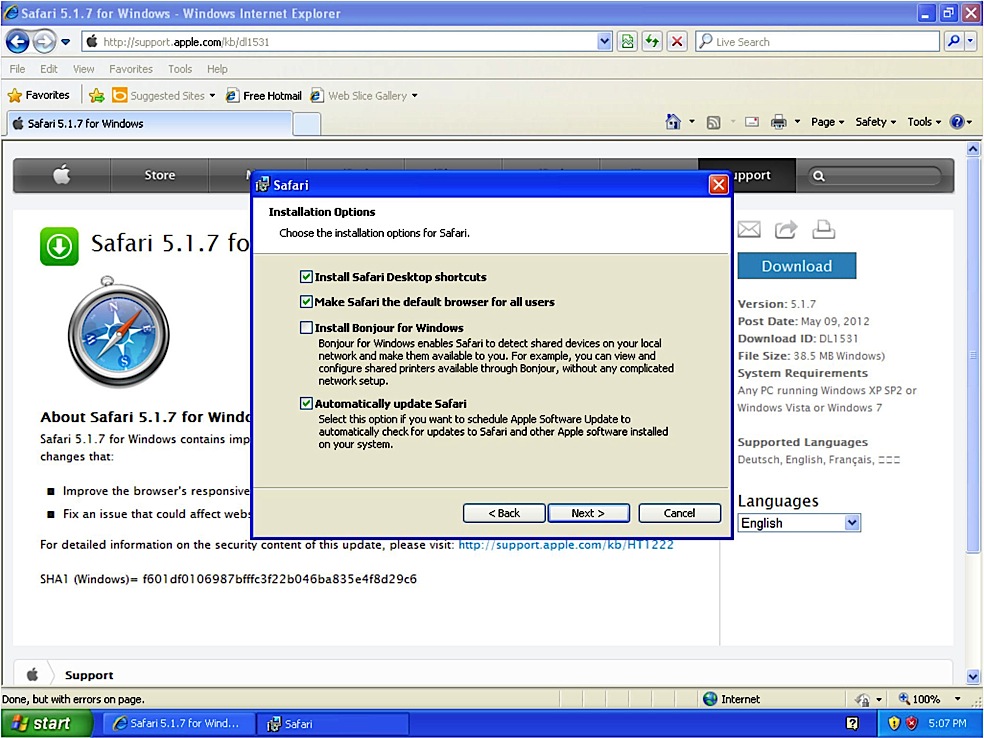 Safari 5.1.7 for Windows - Windows Internet Explorer
http://support.apple.com/kb/dl1531
Live Search
File Edit View Favorites Tools Help
Favorites Suggested Sites Free Hotmail Web Slice Gallery
Safari 5.1.7 for Windows
Page Safety Tools
Store
upport
Safari
Installation Options
Choose the installation options for Safari.
Install Safari Desktop shortcuts
Make Safari the default browser for all users
Install Bonjour for Windows
Bonjour for Windows enables Safari to detect shared devices on your local
network and make them available to you. For example, you can view and
configure shared printers available through Bonjour, without any complicated
network setup.
Automatically update Safari
Select this option if you want to schedule Apple Software Update to
automatically check for updates to Safari and other Apple software installed
on your system.
< Back Next > Cancel
Safari 5.1.7 fo
About Safari 5.1.7 for Windo
Safari 5.1.7 for Windows contains imp
changes that:
Improve the browser's responsive
Fix an issue that could affect webs
For detailed information on the security content of this update, please visit: http://support.apple.com/kb/HT1222
SHA1 (Windows)= f601df0106987bfffc3f22b046ba835e4f8d29c6
Download
Version: 5.1.7
Post Date: May 09, 2012
Download ID: DL1531
File Size: 38.5 MB Windows)
System Requirements
Any PC running Windows XP SP2 or
Windows Vista or Windows 7
Supported Languages
Deutsch, English, Français,
Languages
English
Support
Done, but with errors on page.
Internet
100%
start
Safari 5.1.7 for Wind...
Safari
5:07 PM